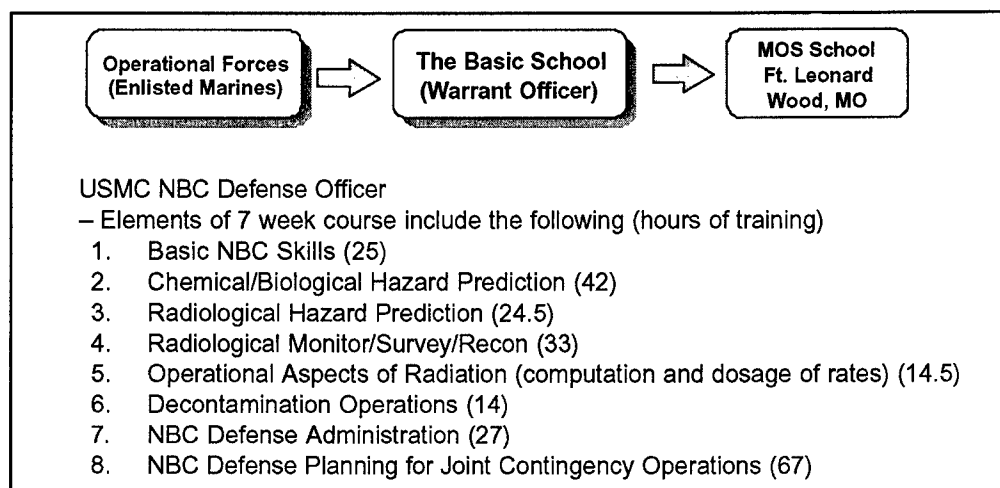 Operational Forces
(Enlisted Marines)
The Basic School
(Warrant Officer)
MOS School
Ft. Leonard
Wood, MO
USMC NBC Defense Officer
– Elements of 7 week course include the following (hours of training)
1. Basic NBC Skills (25)
2. Chemical/Biological Hazard Prediction (42)
3. Radiological Hazard Prediction (24.5)
4. Radiological Monitor/Survey/Recon (33)
5. Operational Aspects of Radiation (computation and dosage of rates) (14.5)
6. Decontamination Operations (14)
7. NBC Defense Administration (27)
8. NBC Defense Planning for Joint Contingency Operations (67)